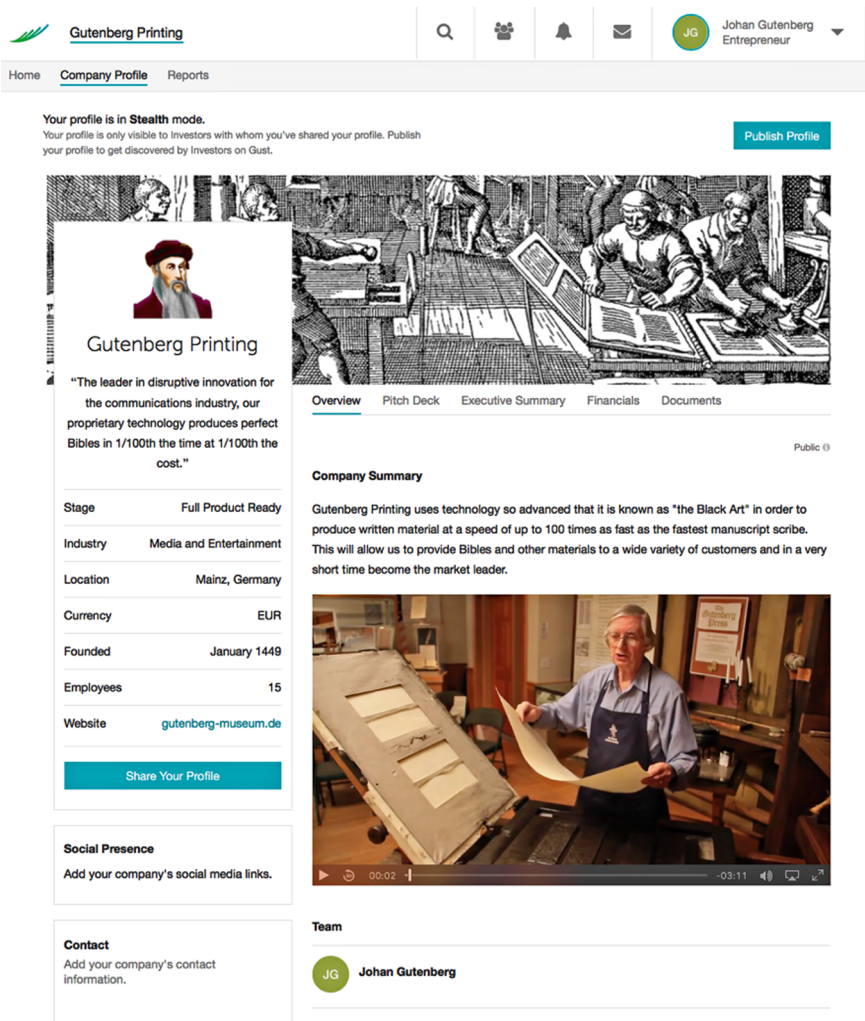 Gutenberg Printing
JG
Johan Gutenberg
Entrepreneur
Home Company Profile Reports
Your profile is in Stealth mode.
Your profile is only visible to Investors with whom you've shared your profile. Publish
your profile to get discovered by Investors on Gust.
Publish Profile
Gutenberg Printing
“The leader in disruptive innovation for
the communications industry, our
proprietary technology produces perfect
Bibles in 1/100th the time at 1/100th the
cost.”
Stage Full Product Ready
Industry Media and Entertainment
Location Mainz, Germany
Currency EUR
Founded January 1449
Employees 15
Website gutenberg-museum.de
Share Your Profile
Social Presence
Add your company's social media links.
Contact
Add your company's contact
information.
Overview Pitch Deck Executive Summary Financials Documents
Public
Company Summary
Gutenberg Printing uses technology so advanced that it is known as "the Black Art" in order to
produce written material at a speed of up to 100 times as fast as the fastest manuscript scribe.
This will allow us to provide Bibles and other materials to a wide variety of customers and in a very
short time become the market leader.
The
Gutenberg
Press
00:02 -03:11
Team
JG Johan Gutenberg